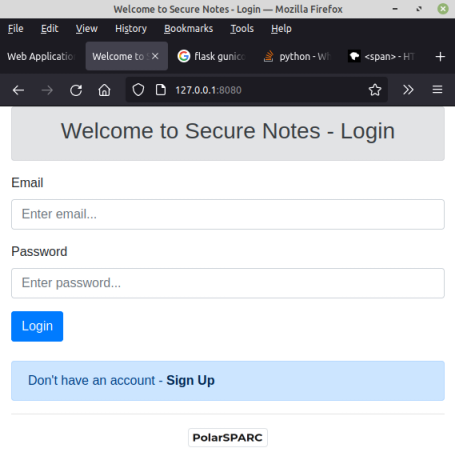 Welcome to Secure Notes - Login — Mozilla Firefox
File Edit View History Bookmarks Tools Help
Web Applicatio Welcome to S flask gunico python - Wh <span> - HT
127.0.0.1:8080
Welcome to Secure Notes - Login
Email
Enter email...
Password
Enter password...
Login
Don't have an account - Sign Up
PolarSPARC